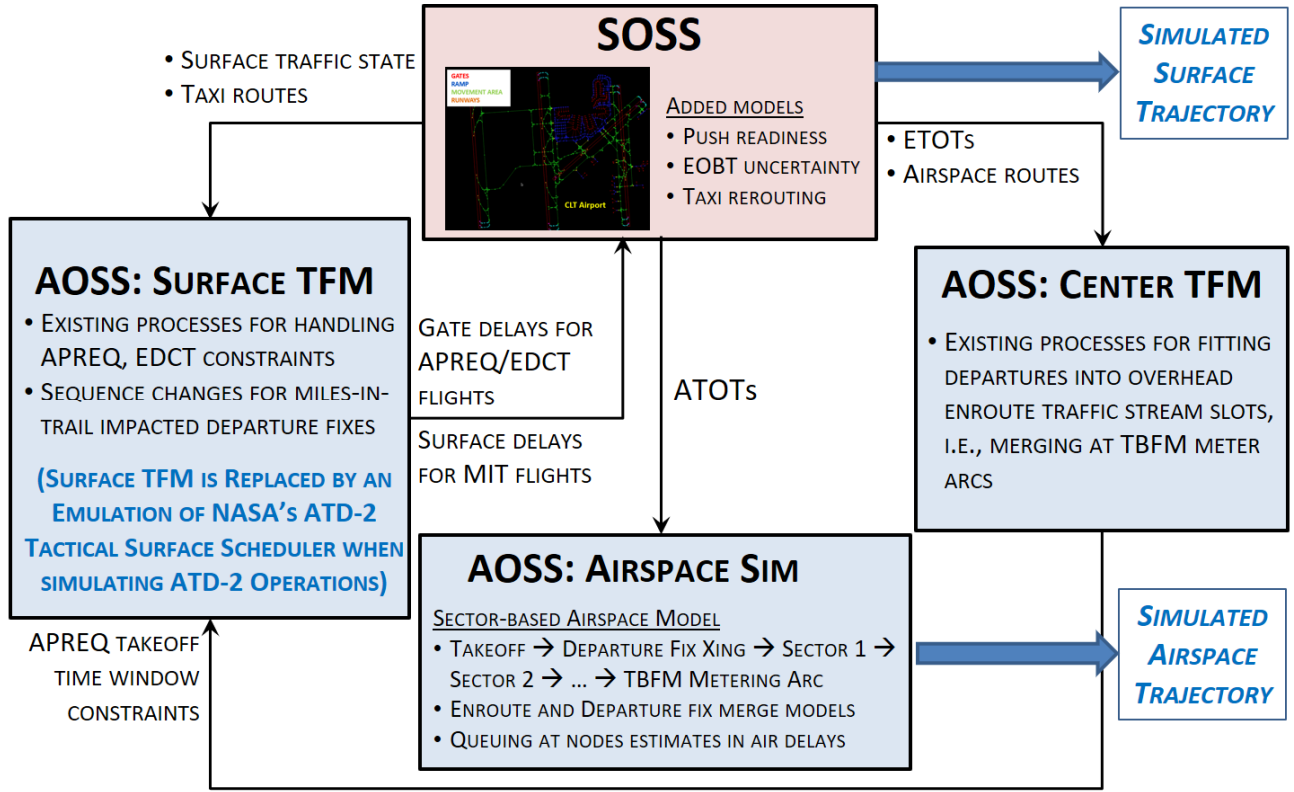 SOSS
GATES
RAMP
MOVEMENT AREA
RUNWAYS
CLT Airport
ADDED MODELS
• PUSH READINESS
• EOBT UNCERTAINTY
• TAXI REROUTING
SIMULATED
SURFACE
TRAJECTORY
• SURFACE TRAFFIC STATE
• TAXI ROUTES
• ETOTS
• AIRSPACE ROUTES
AOSS: SURFACE TFM
• EXISTING PROCESSES FOR HANDLING
APREQ, EDCT CONSTRAINTS
• SEQUENCE CHANGES FOR MILES-IN-
TRAIL IMPACTED DEPARTURE FIXES
(SURFACE TFM IS REPLACED BY AN
EMULATION OF NASA'S ATD-2
TACTICAL SURFACE SCHEDULER WHEN
SIMULATING ATD-2 OPERATIONS)
GATE DELAYS FOR
APREQ/EDCT
FLIGHTS
SURFACE DELAYS
FOR MIT FLIGHTS
ATOTS
AOSS: CENTER TFM
• EXISTING PROCESSES FOR FITTING
DEPARTURES INTO OVERHEAD
ENROUTE TRAFFIC STREAM SLOTS,
I.E., MERGING AT TBFM METER
ARCS
AOSS: AIRSPACE SIM
SECTOR-BASED AIRSPACE MODEL
• TAKEOFF → DEPARTURE FIX XING → SECTOR 1 →
SECTOR 2 → … → TBFM METERING ARC
• ENROUTE AND DEPARTURE FIX MERGE MODELS
• QUEUING AT NODES ESTIMATES IN AIR DELAYS
SIMULATED
AIRSPACE
TRAJECTORY
APREQ TAKEOFF
TIME WINDOW
CONSTRAINTS